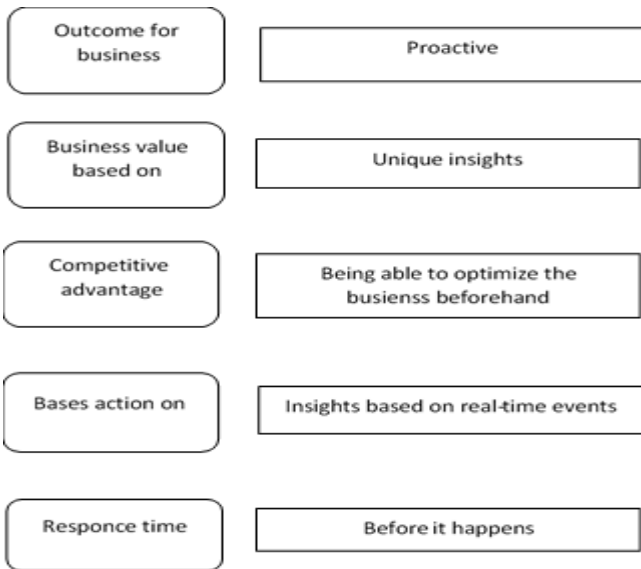 Outcome for
business
Proactive
Business value
based on
Unique insights
Competitive
advantage
Being able to optimize the
busienss beforehand
Bases action on
Insights based on real-time events
Responce time
Before it happens